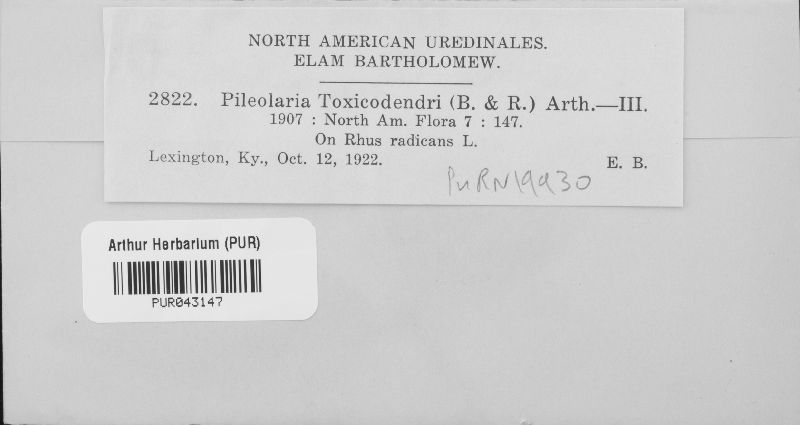 NORTH AMERICAN UREDINALES.
ELAM BARTHOLOMEW.
2822. Pileolaria Toxicodendri (B. & R.) Arth.—III.
1907 : North Am. Flora 7 : 147.
On Rhus radicans L.
Lexington, Ky., Oct. 12, 1922. E. B.
PuRN19930
Arthur Herbarium (PUR)
PUR043147